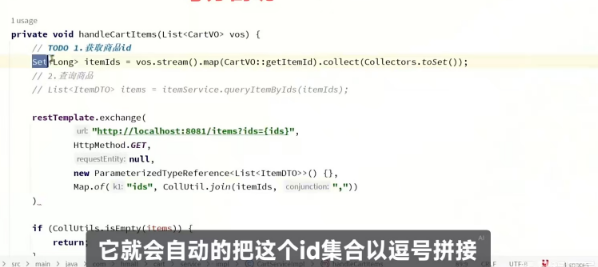 1 usage
private void handleCartItems(List<CartVO> vos) {
// TODO 1.获取商品id
Set<Long> itemIds = vos.stream().map(CartVO::getItemId).collect(Collectors.toSet());
// 2.查询商品
// List<ItemDTO> items = itemService.queryItemByIds(itemIds);
restTemplate.exchange(
url: "http://localhost:8081/items?ids={ids}",
HttpMethod.GET,
requestEntity: null,
new ParameterizedTypeReference<List<ItemDTO>>() {},
Map.of( k1: "ids", CollUtil.join(itemIds, conjunction: ","))
)
if (CollUtils.isEmpty(items)) {
return;
它就会自动的把这个id集合以逗号拼接
src > main > java > com
CRLF UTF-8